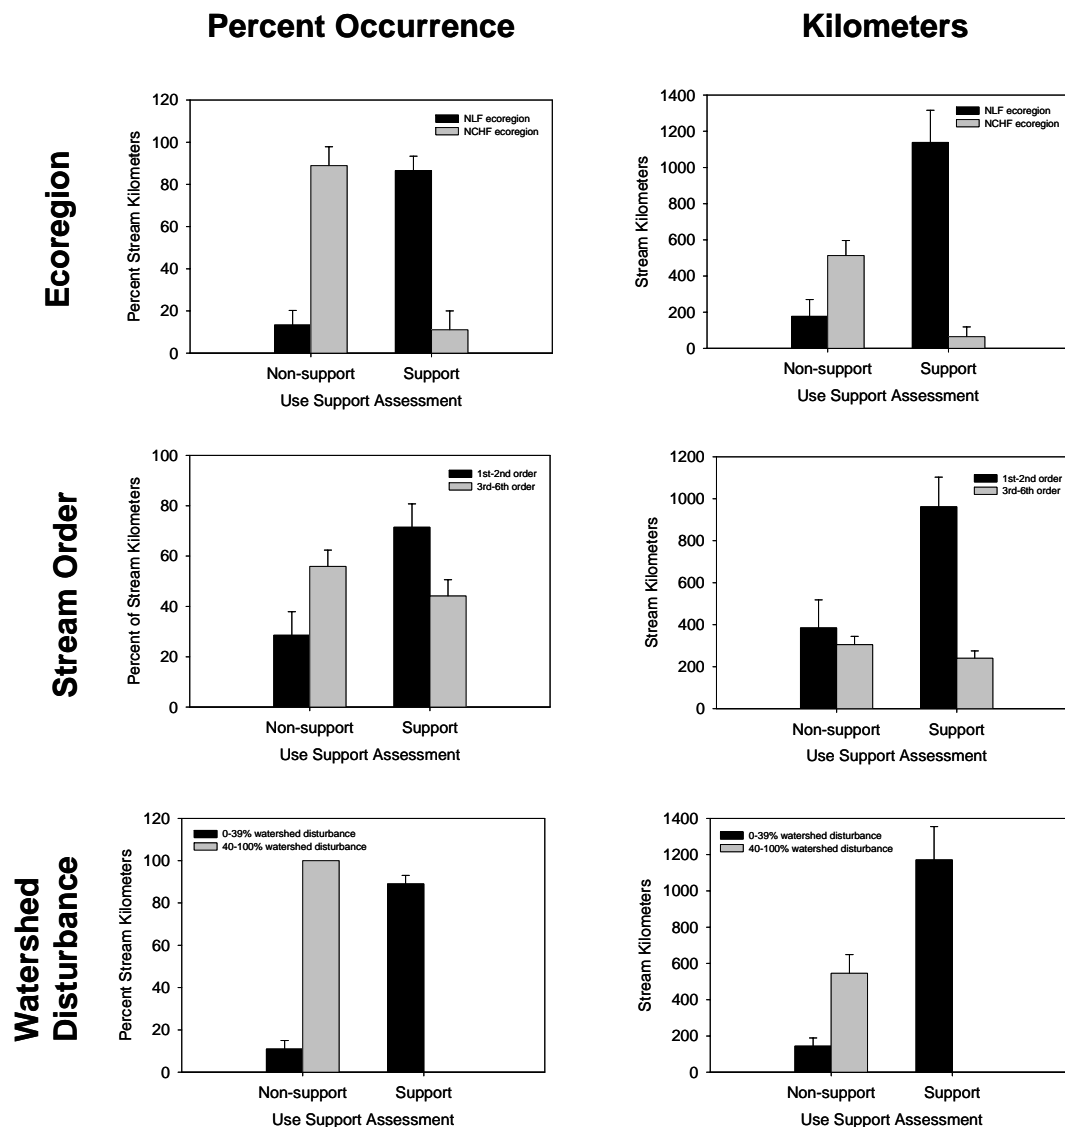 Percent Occurrence
Kilometers
Ecoregion
Percent Stream Kilometers
120
100
80
60
40
20
0
NLF ecoregion
NCHF ecoregion
Non-support
Support
Use Support Assessment
Stream Kilometers
1400
1200
1000
800
600
400
200
0
NLF ecoregion
NCHF ecoregion
Non-support
Support
Use Support Assessment
Stream Order
Percent of Stream Kilometers
100
80
60
40
20
0
1st-2nd order
3rd-6th order
Non-support
Support
Use Support Assessment
Stream Kilometers
1200
1000
800
600
400
200
0
1st-2nd order
3rd-6th order
Non-support
Support
Use Support Assessment
Watershed
Disturbance
Percent Stream Kilometers
120
100
80
60
40
20
0
0-39% watershed disturbance
40-100% watershed disturbance
Non-support
Support
Use Support Assessment
Stream Kilometers
1400
1200
1000
800
600
400
200
0
0-39% watershed disturbance
40-100% watershed disturbance
Non-support
Support
Use Support Assessment